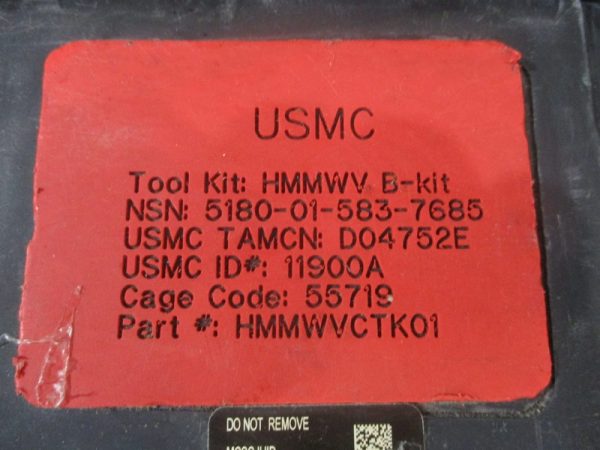 USMC
Tool Kit: HMMWV B-kit
NSN: 5180-01-583-7685
USMC TAMCN: D04752E
USMC ID#: 11900A
Cage Code: 55719
Part #: HMMWVCTK01
DO NOT REMOVE